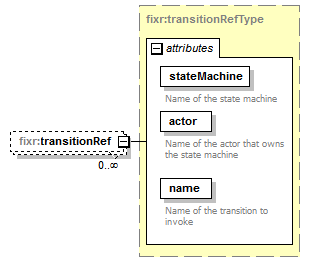 fixr:transitionRefType
attributes
stateMachine
Name of the state machine
actor
Name of the actor that owns
the state machine
fixr:transitionRef
0..∞
name
Name of the transition to
invoke